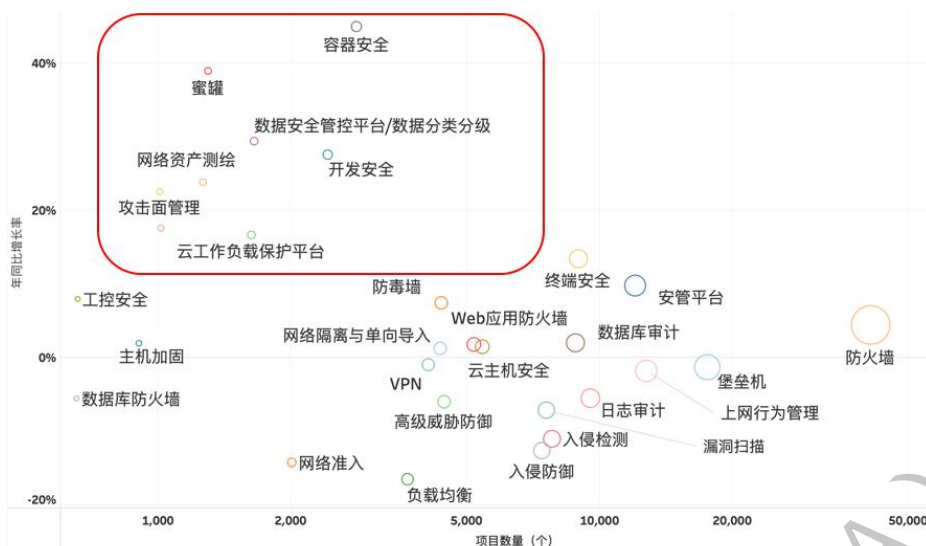 容器安全
40%
蜜罐
数据安全管控平台/数据分类分级
网络资产测绘
开发安全
攻击面管理
20%
云工作负载保护平台
年同比增长率
终端安全
防毒墙
安管平台
工控安全
Web应用防火墙
网络隔离与单向导入
数据库审计
主机加固
0%
防火墙
云主机安全
VPN
堡垒机
数据库防火墙
上网行为管理
高级威胁防御
日志审计
入侵检测
漏洞扫描
网络准入
入侵防御
负载均衡
-20%
1,000
2,000
5,000
10,000
20,000
50,000
项目数量（个）